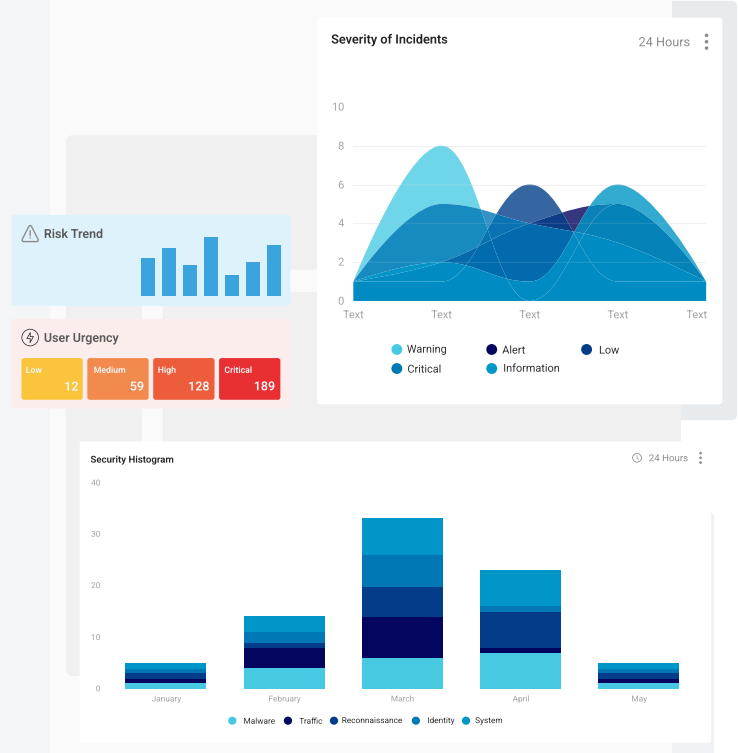 Severity of Incidents
24 Hours
10
8
6
4
2
0
Text Text Text Text Text
Warning Alert Low
Critical Information
Risk Trend
User Urgency
Low Medium High Critical
12 59 128 189
Security Histogram
24 Hours
40
30
20
10
0
January February March April May
Malware Traffic Reconnaissance Identity System